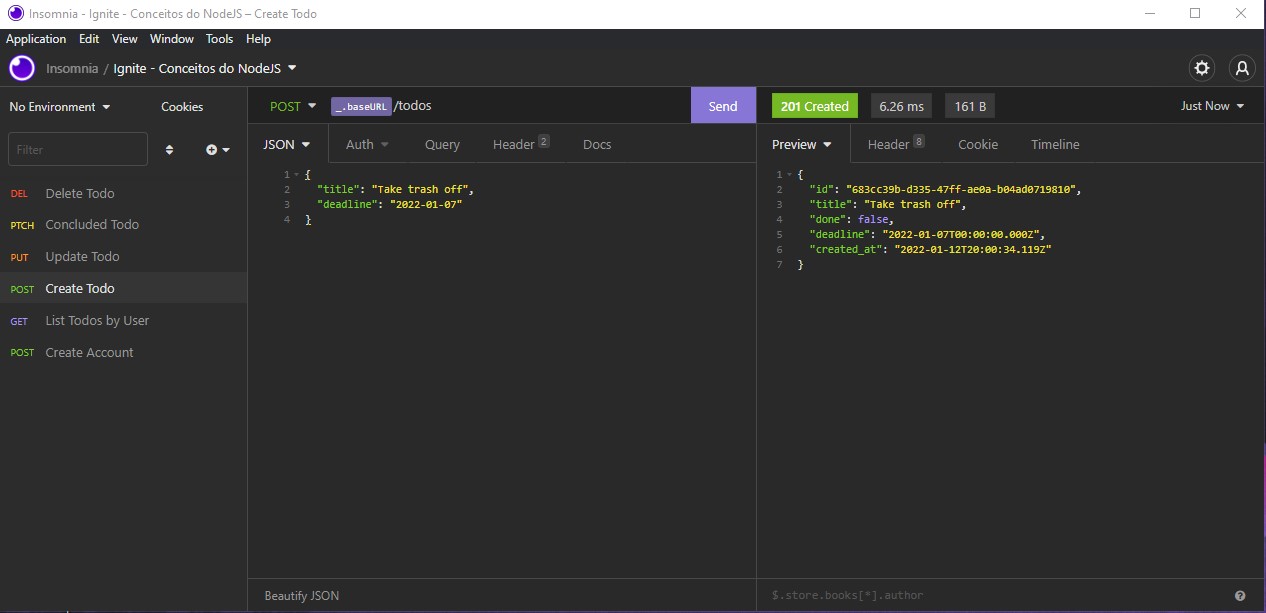 Insomnia - Ignite - Conceitos do NodeJS – Create Todo
Application Edit View Window Tools Help
Insomnia / Ignite - Conceitos do NodeJS
No Environment Cookies
POST _.baseURL /todos Send
201 Created 6.26 ms 161 B Just Now
Filter
JSON Auth Query Header 2 Docs
Preview Header 8 Cookie Timeline
DEL Delete Todo
PTCH Concluded Todo
PUT Update Todo
POST Create Todo
GET List Todos by User
POST Create Account
1 {
2 "title": "Take trash off",
3 "deadline": "2022-01-07"
4 }
1 {
2 "id": "683cc39b-d335-47ff-ae0a-b04ad0719810",
3 "title": "Take trash off",
4 "done": false,
5 "deadline": "2022-01-07T00:00:00.000Z",
6 "created_at": "2022-01-12T20:00:34.119Z"
7 }
Beautify JSON
$.store.books[*].author